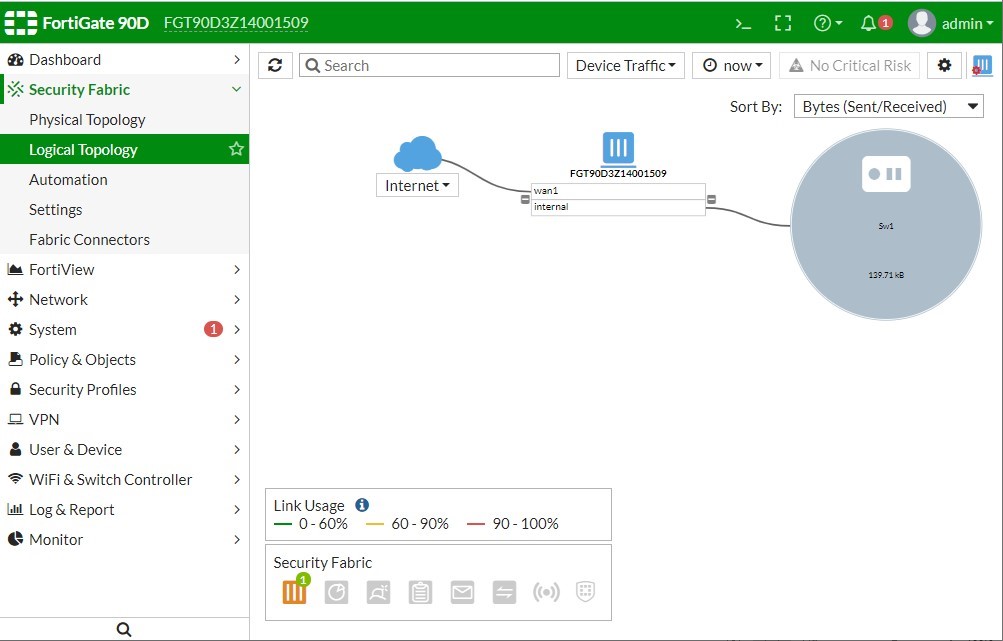 FortiGate 90D FGT90D3Z14001509 1 admin
Dashboard
Security Fabric
Physical Topology
Logical Topology
Automation
Settings
Fabric Connectors
FortiView
Network
System 1
Policy & Objects
Security Profiles
VPN
User & Device
WiFi & Switch Controller
Log & Report
Monitor
Search Device Traffic now No Critical Risk
Sort By: Bytes (Sent/Received)
Internet
FGT90D3Z14001509
wan1
internal
Sw1
139.71 kB
Link Usage
0 - 60% 60 - 90% 90 - 100%
Security Fabric
1